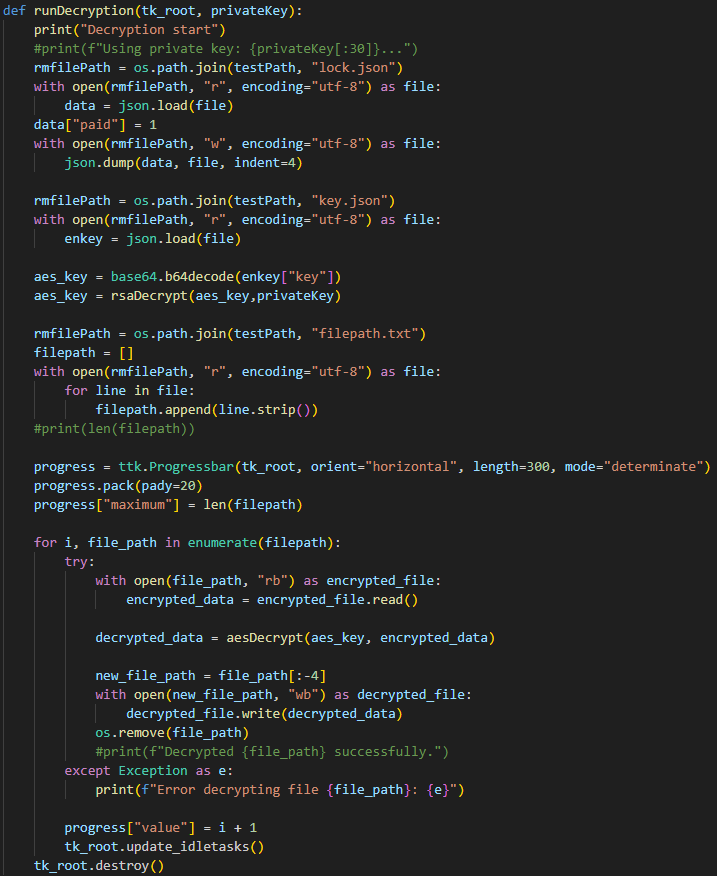 def runDecryption(tk_root, privateKey):
    print("Decryption start")
    #print(f"Using private key: {privateKey[:30]}...")
    rmfilePath = os.path.join(testPath, "lock.json")
    with open(rmfilePath, "r", encoding="utf-8") as file:
        data = json.load(file)
    data["paid"] = 1
    with open(rmfilePath, "w", encoding="utf-8") as file:
        json.dump(data, file, indent=4)

    rmfilePath = os.path.join(testPath, "key.json")
    with open(rmfilePath, "r", encoding="utf-8") as file:
        enkey = json.load(file)

    aes_key = base64.b64decode(enkey["key"])
    aes_key = rsaDecrypt(aes_key,privateKey)

    rmfilePath = os.path.join(testPath, "filepath.txt")
    filepath = []
    with open(rmfilePath, "r", encoding="utf-8") as file:
        for line in file:
            filepath.append(line.strip())
    #print(len(filepath))

    progress = ttk.Progressbar(tk_root, orient="horizontal", length=300, mode="determinate")
    progress.pack(pady=20)
    progress["maximum"] = len(filepath)

    for i, file_path in enumerate(filepath):
        try:
            with open(file_path, "rb") as encrypted_file:
                encrypted_data = encrypted_file.read()

            decrypted_data = aesDecrypt(aes_key, encrypted_data)

            new_file_path = file_path[:-4]
            with open(new_file_path, "wb") as decrypted_file:
                decrypted_file.write(decrypted_data)
            os.remove(file_path)
            #print(f"Decrypted {file_path} successfully.")
        except Exception as e:
            print(f"Error decrypting file {file_path}: {e}")

        progress["value"] = i + 1
        tk_root.update_idletasks()
    tk_root.destroy()